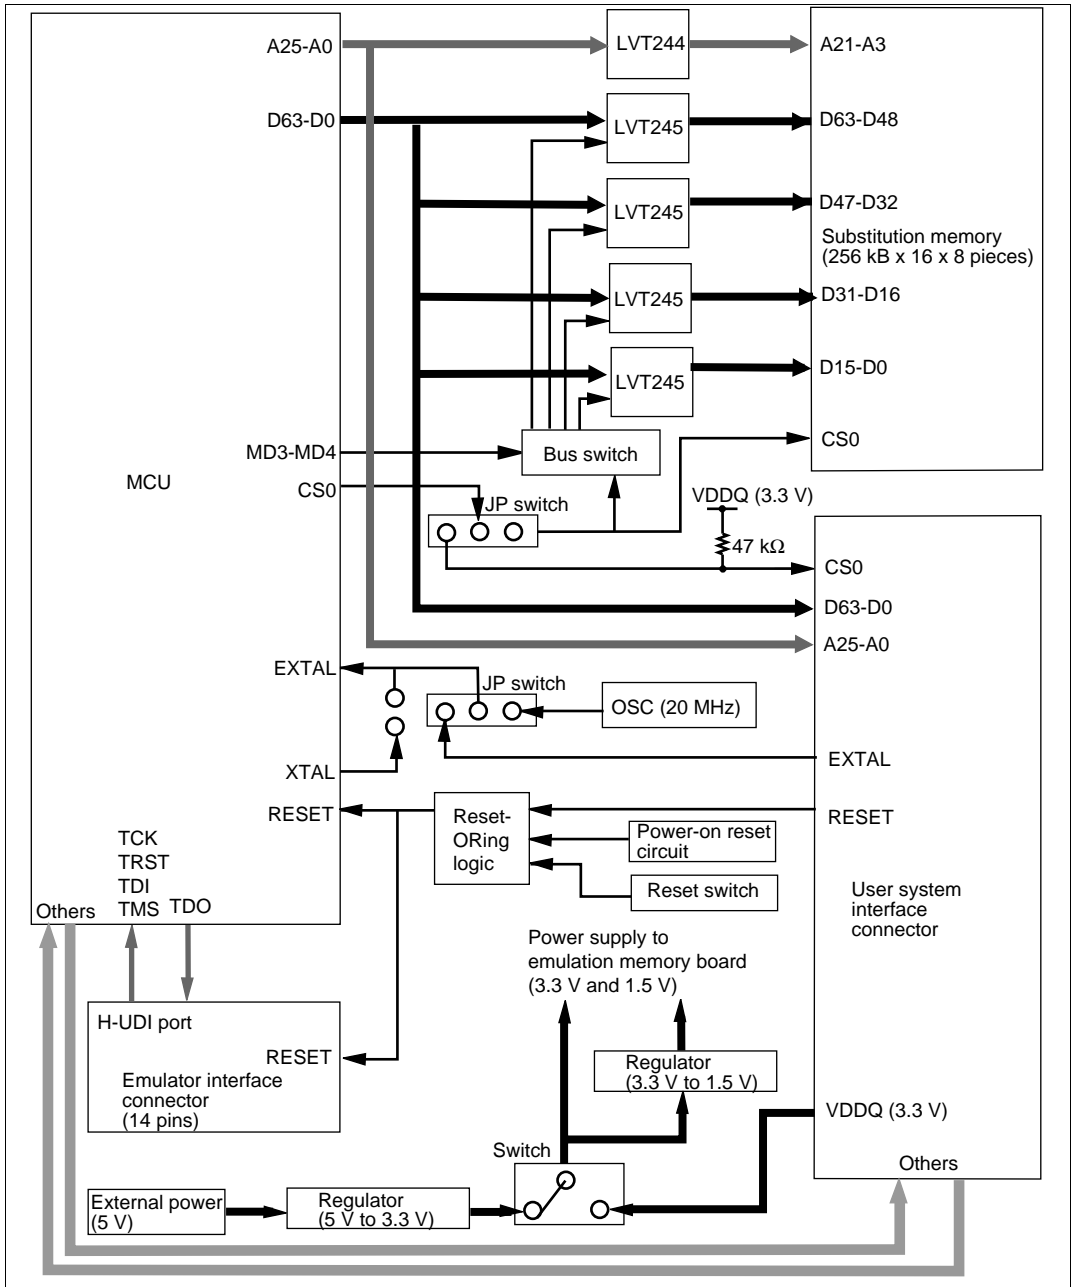 A25-A0
LVT244
A21-A3
D63-D0
LVT245
D63-D48
LVT245
D47-D32
Substitution memory
(256 kB x 16 x 8 pieces)
LVT245
D31-D16
LVT245
D15-D0
MD3-MD4
Bus switch
CS0
MCU
CS0
JP switch
VDDQ (3.3 V)
47 kΩ
CS0
D63-D0
A25-A0
EXTAL
JP switch
OSC (20 MHz)
EXTAL
XTAL
RESET
Reset-
ORing
logic
RESET
Power-on reset
circuit
Reset switch
TCK
TRST
TDI
TMS
TDO
Others
User system
interface
connector
Power supply to
emulation memory board
(3.3 V and 1.5 V)
H-UDI port
RESET
Emulator interface
connector
(14 pins)
Regulator
(3.3 V to 1.5 V)
VDDQ (3.3 V)
Switch
Others
External power
(5 V)
Regulator
(5 V to 3.3 V)